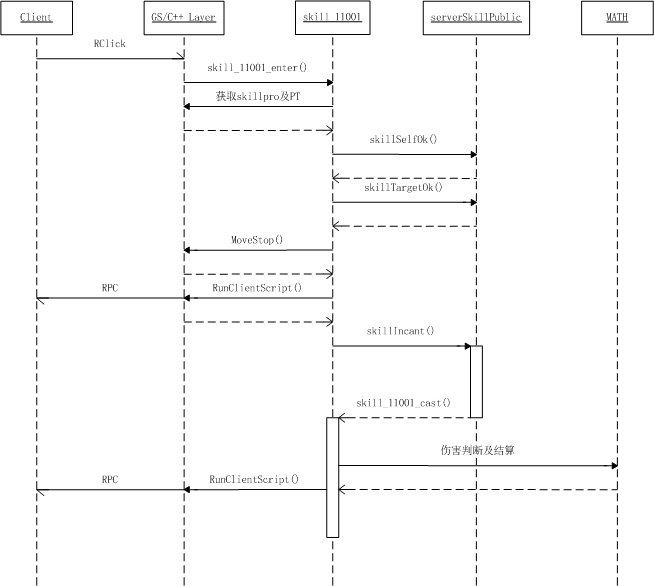 Client
GS/C++ Layer
skill_11001
serverSkillPublic
MATH
RClick
skill_11001_enter()
获取skillpro及PT
skillSelfOk()
skillTargetOk()
MoveStop()
RPC
RunClientScript()
skillIncant()
skill_11001_cast()
伤害判断及结算
RPC
RunClientScript()